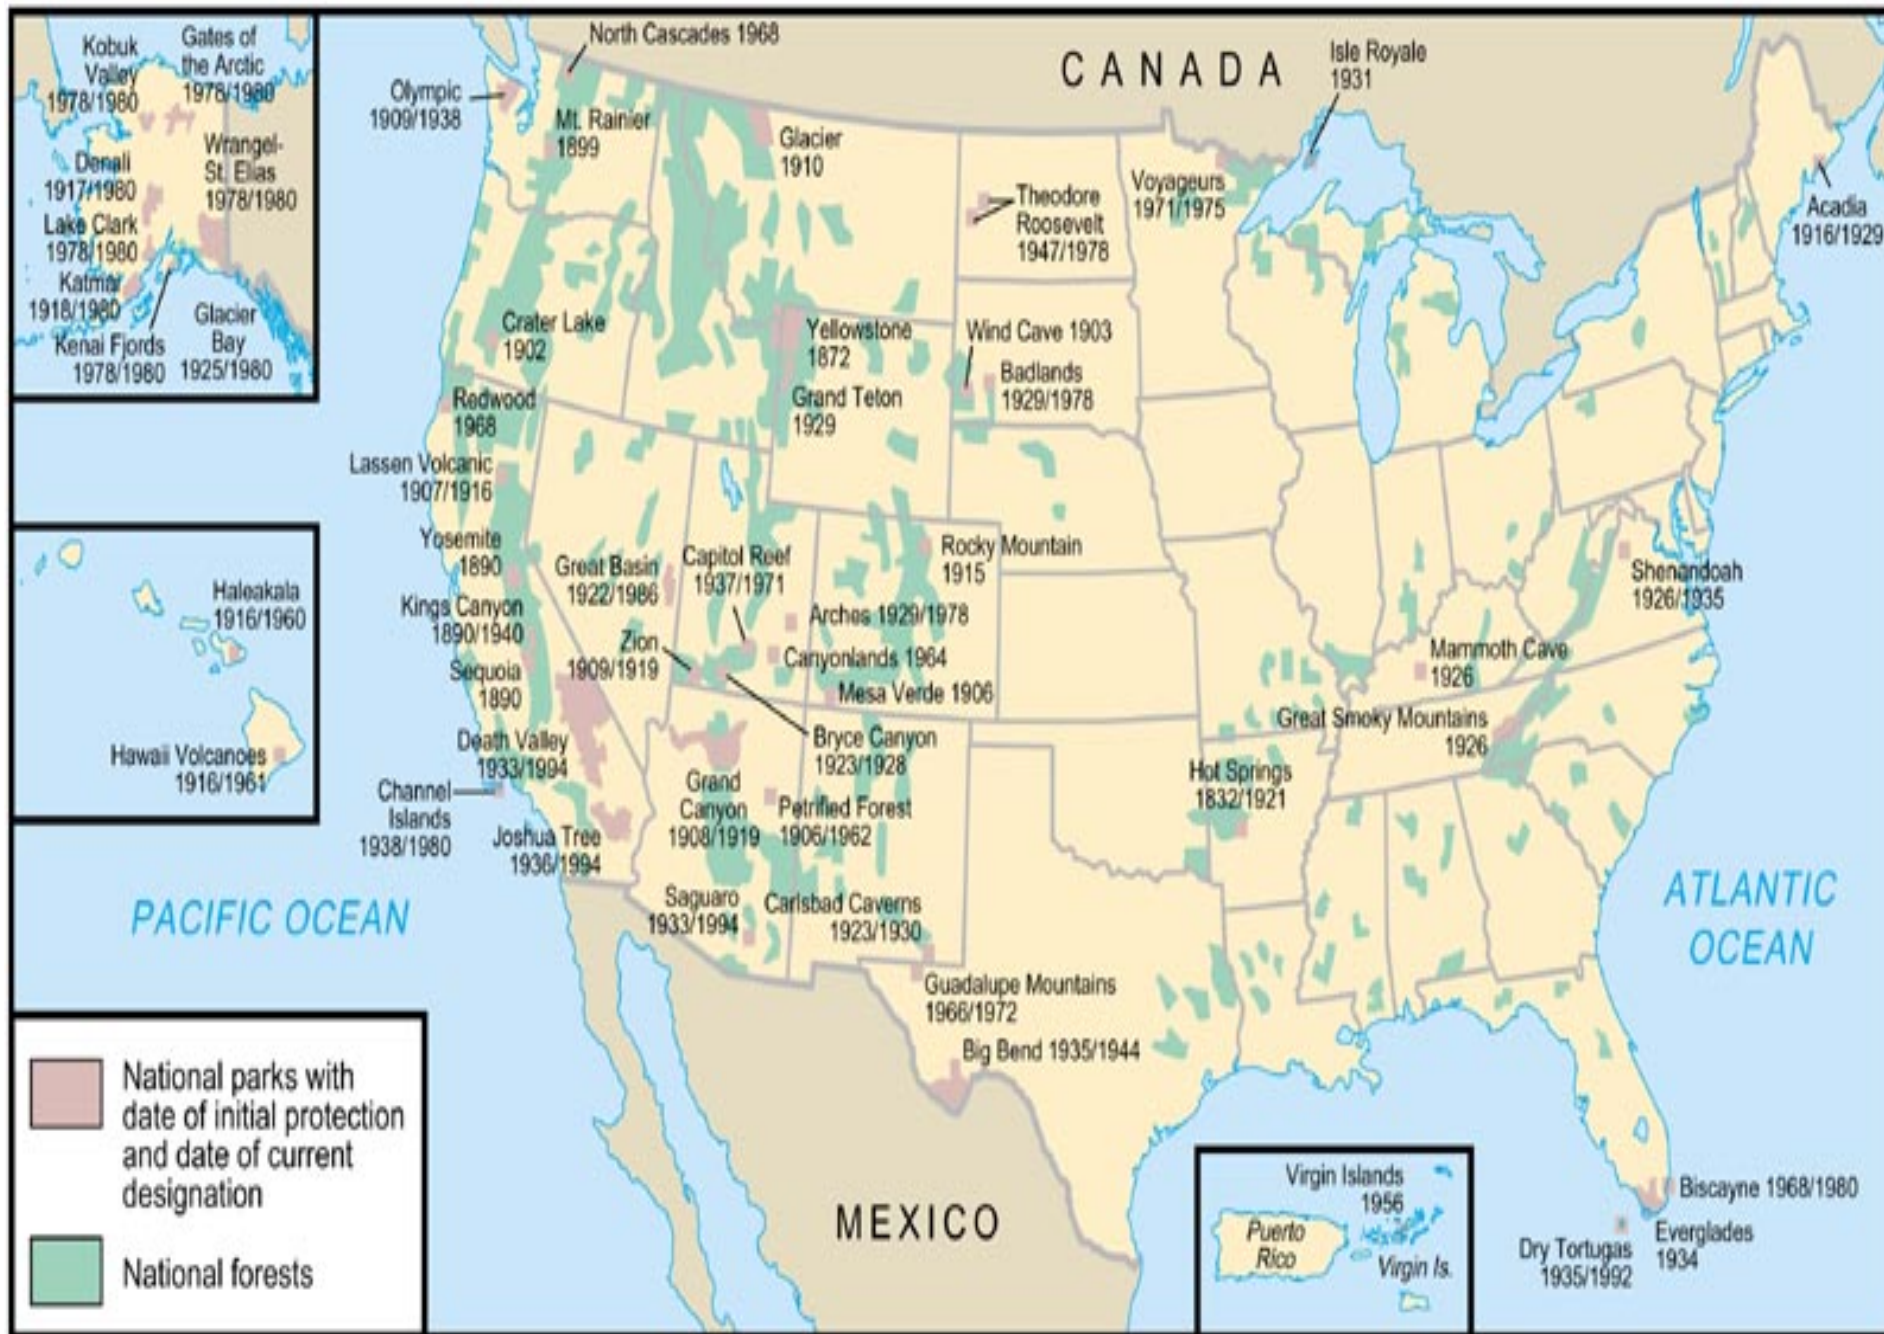 Kobuk
Valley
1978/1980
Gates of
the Arctic
1978/1980
Denali
1917/1980
Wrangel-
St. Elias
1978/1980
Lake Clark
1978/1980
Katmar
1918/1980
Kenai Fjords
1978/1980
Glacier
Bay
1925/1980
North Cascades 1968
Olympic
1909/1938
Mt. Rainier
1899
Glacier
1910
CANADA
Isle Royale
1931
Theodore
Roosevelt
1947/1978
Voyageurs
1971/1975
Acadia
1916/1929
Crater Lake
1902
Yellowstone
1872
Grand Teton
1929
Wind Cave 1903
Badlands
1929/1978
Redwood
1968
Lassen Volcanic
1907/1916
Yosemite
1890
Kings Canyon
1890/1940
Sequoia
1890
Great Basin
1922/1986
Capitol Reef
1937/1971
Rocky Mountain
1915
Arches 1929/1978
Zion
1909/1919
Canyonlands 1964
Mesa Verde 1906
Shenandoah
1926/1935
Mammoth Cave
1926
Great Smoky Mountains
1926
Haleakala
1916/1960
Hawaii Volcanoes
1916/1961
Death Valley
1933/1994
Channel
Islands
1938/1980
Joshua Tree
1936/1994
Grand
Canyon
1908/1919
Bryce Canyon
1923/1928
Petrified Forest
1906/1962
Hot Springs
1832/1921
Saguaro
1933/1994
Carlsbad Caverns
1923/1930
Guadalupe Mountains
1966/1972
Big Bend 1935/1944
PACIFIC OCEAN
ATLANTIC
OCEAN
MEXICO
Virgin Islands
1956
Puerto
Rico
Virgin Is.
Biscayne 1968/1980
Everglades
1934
Dry Tortugas
1935/1992
National parks with
date of initial protection
and date of current
designation
National forests